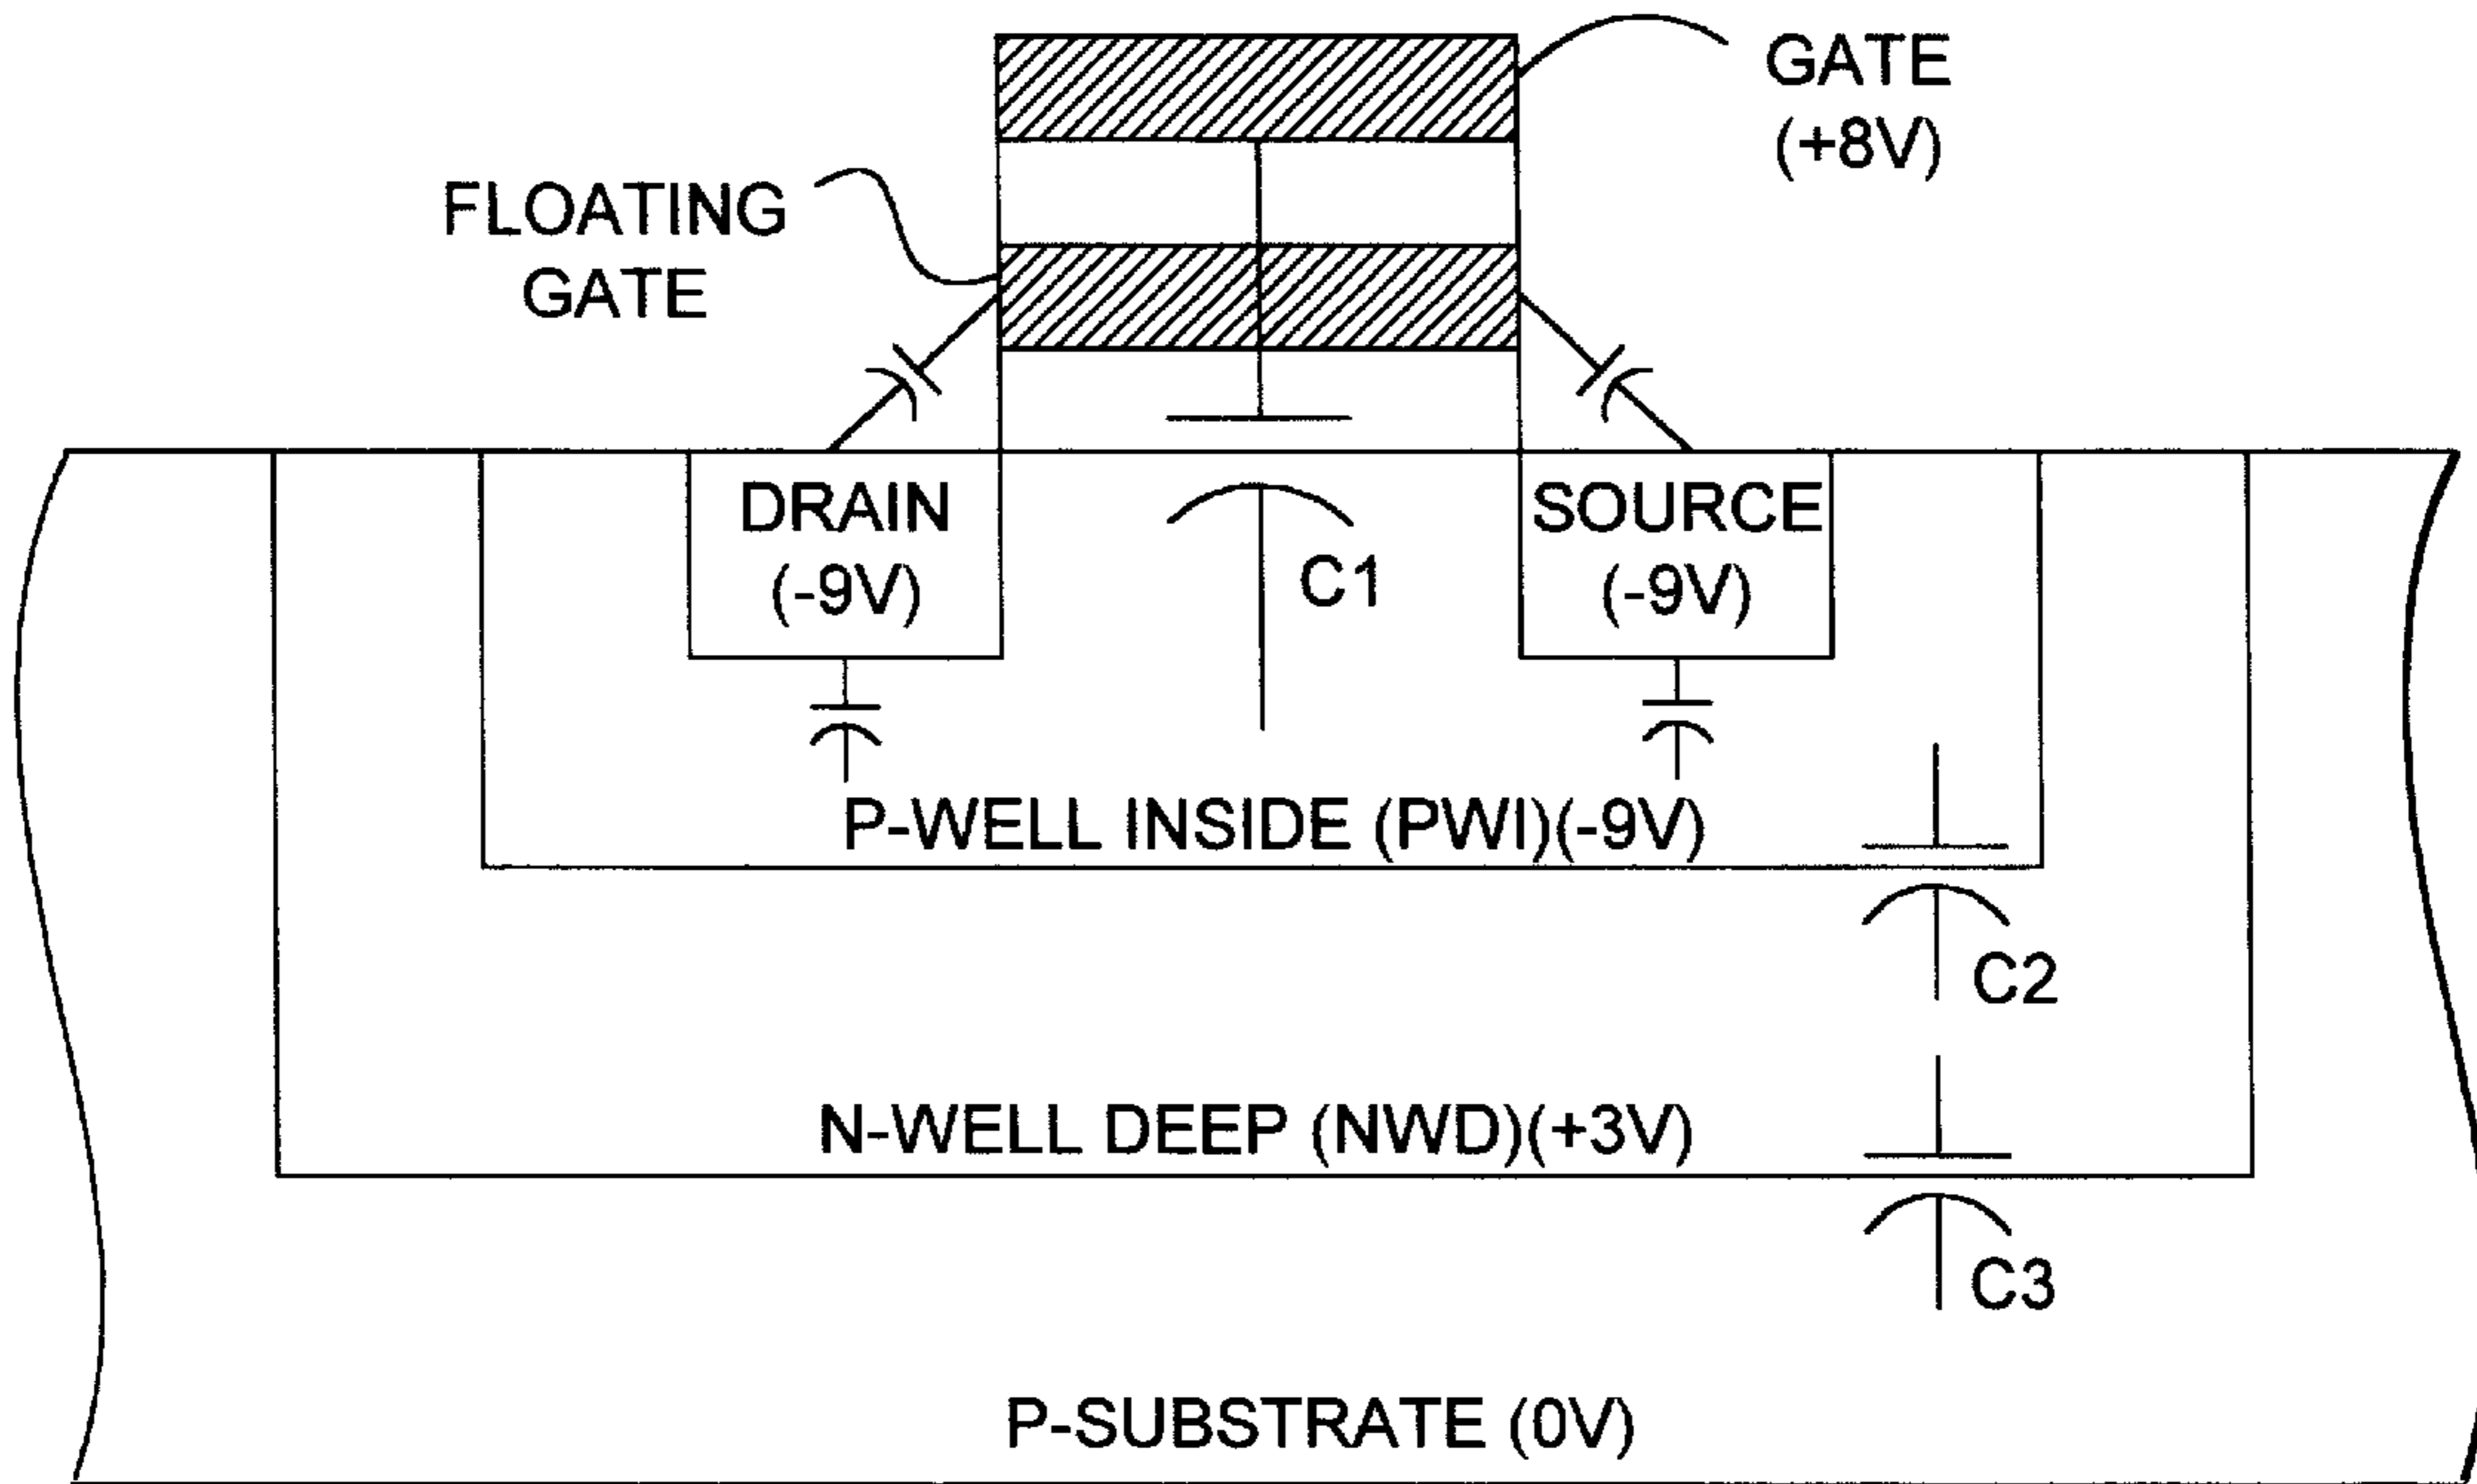 GATE
(+8V)
FLOATING
GATE
DRAIN
(-9V)
C1
SOURCE
(-9V)
P-WELL INSIDE (PWI)(-9V)
C2
N-WELL DEEP (NWD)(+3V)
C3
P-SUBSTRATE (0V)